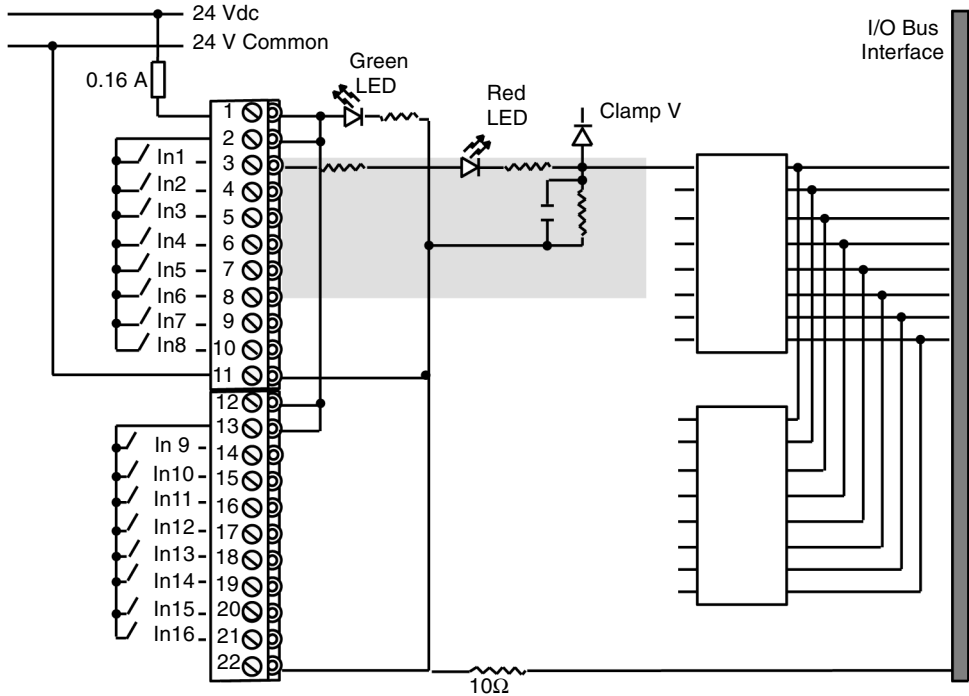 24 Vdc
24 V Common
I/O Bus
Interface
0.16 A
Green
LED
Red
LED
Clamp V
1
2
In1 3
In2 4
In3 5
In4 6
In5 7
In6 8
In7 9
In8 10
11
12
13
In 9 14
In10 15
In11 16
In12 17
In13 18
In14 19
In15 20
In16 21
22
10Ω